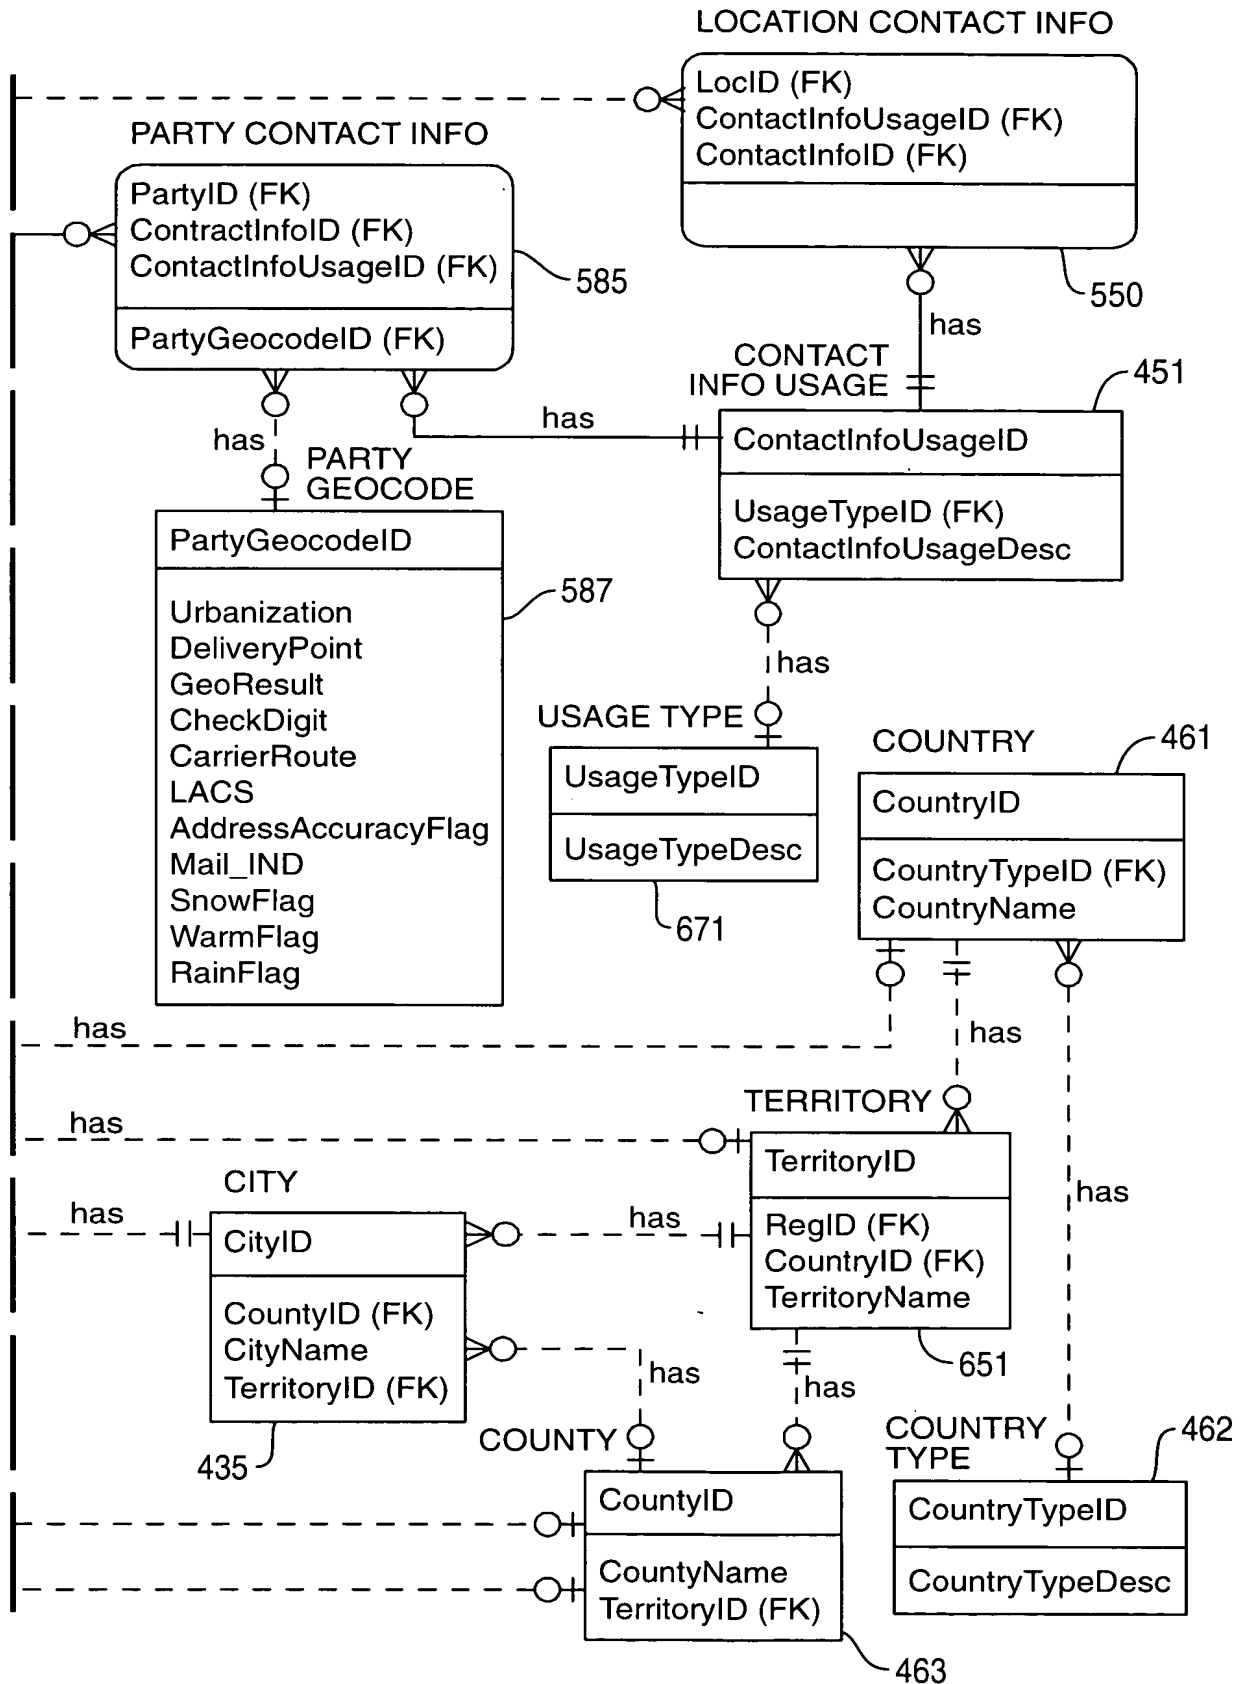 LOCATION CONTACT INFO
LocID (FK)
ContactInfoUsageID (FK)
ContactInfoID (FK)
550
PARTY CONTACT INFO
PartyID (FK)
ContractInfoID (FK)
ContactInfoUsageID (FK)
PartyGeocodeID (FK)
585
has
CONTACT
INFO USAGE
451
ContactInfoUsageID
UsageTypeID (FK)
ContactInfoUsageDesc
has
has
PARTY
GEOCODE
PartyGeocodeID
Urbanization
DeliveryPoint
GeoResult
CheckDigit
CarrierRoute
LACS
AddressAccuracyFlag
Mail_IND
SnowFlag
WarmFlag
RainFlag
587
has
USAGE TYPE
UsageTypeID
UsageTypeDesc
671
COUNTRY
461
CountryID
CountryTypeID (FK)
CountryName
has
has
has
TERRITORY
TerritoryID
RegID (FK)
CountryID (FK)
TerritoryName
651
has
CITY
has
CityID
CountyID (FK)
CityName
TerritoryID (FK)
435
has
has
has
COUNTY
CountyID
CountyName
TerritoryID (FK)
463
COUNTRY
TYPE
462
CountryTypeID
CountryTypeDesc